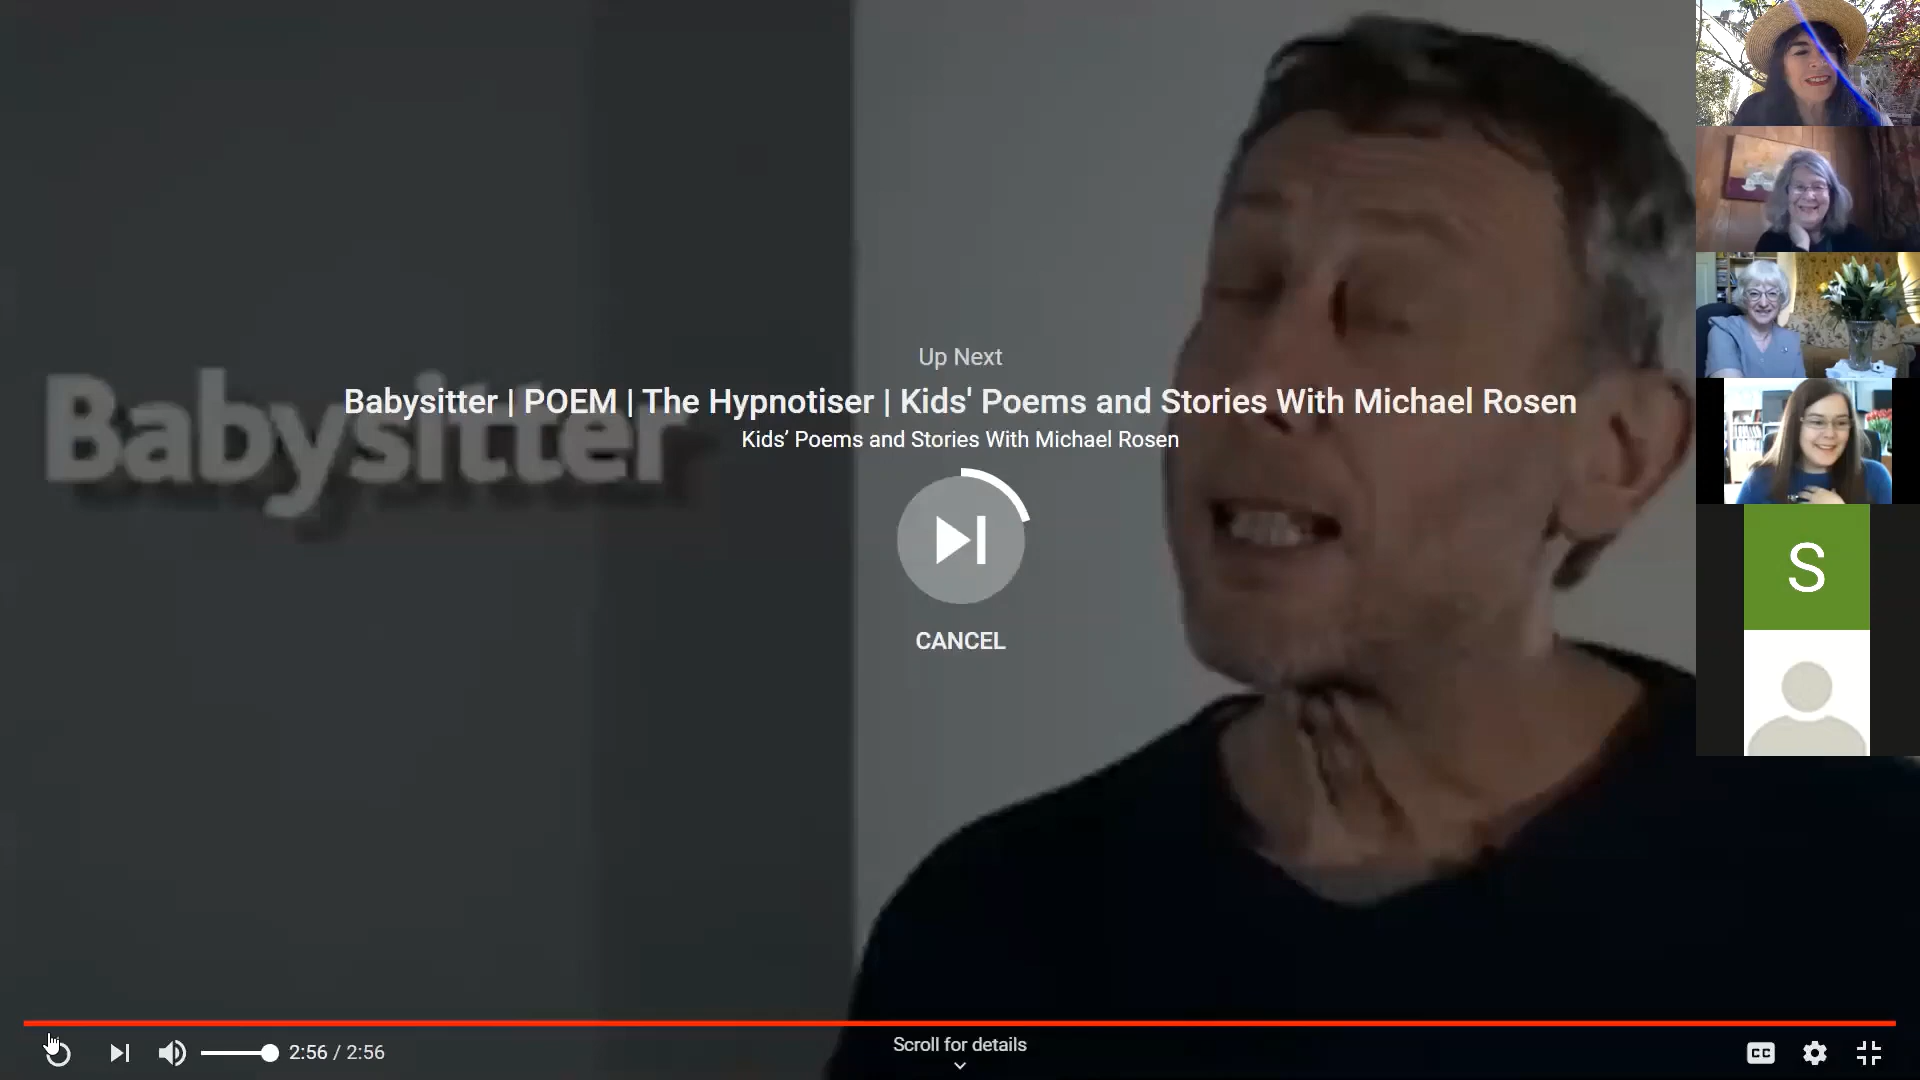 Babysitter
Up Next
Babysitter | POEM | The Hypnotiser | Kids' Poems and Stories With Michael Rosen
Kids’ Poems and Stories With Michael Rosen
CANCEL
S
2:56 / 2:56
Scroll for details
CC